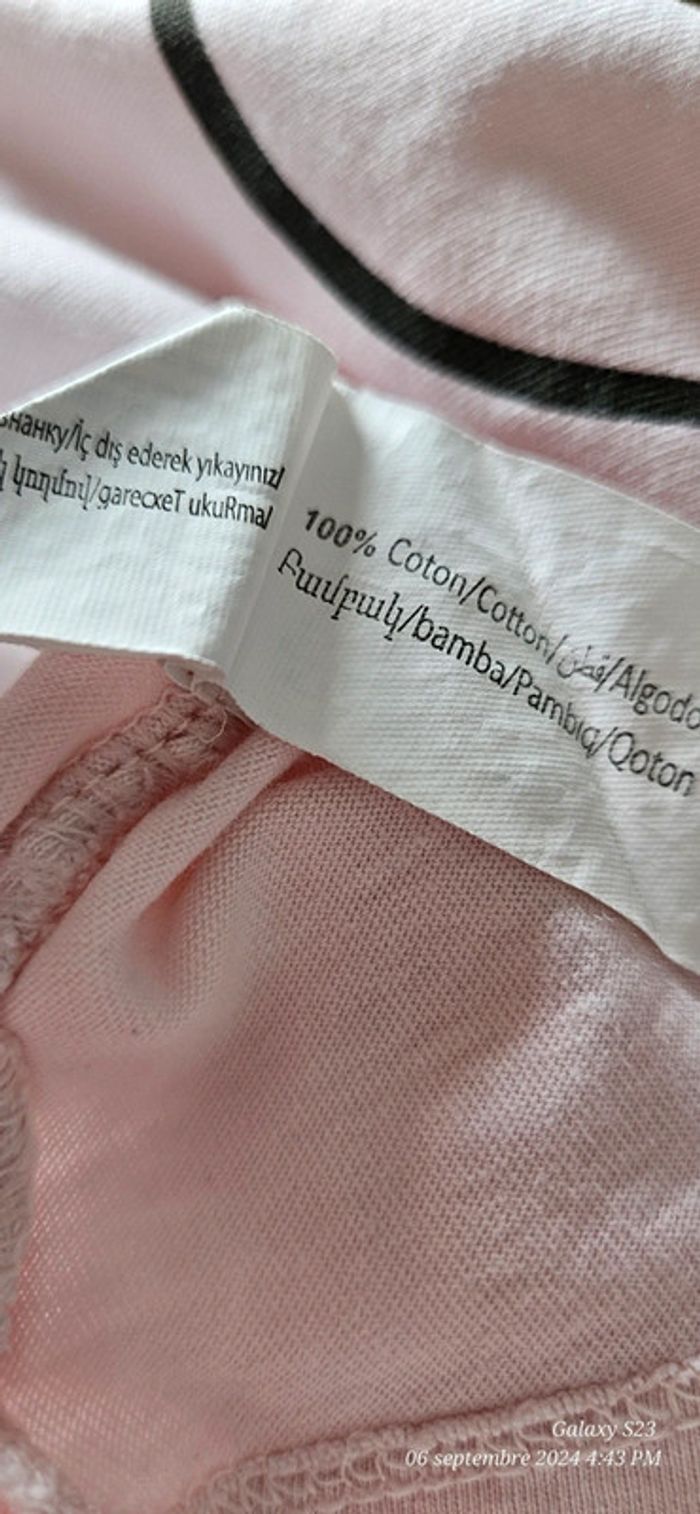 знанку/İç dış ederek yıkayınız/
կողմով/garecxeT ukuRma/
100% Coton/Cotton/قطن/Algodo
Բամբակ/bamba/Pambıq/Qoton
Galaxy S23
06 septembre 2024 4:43 PM